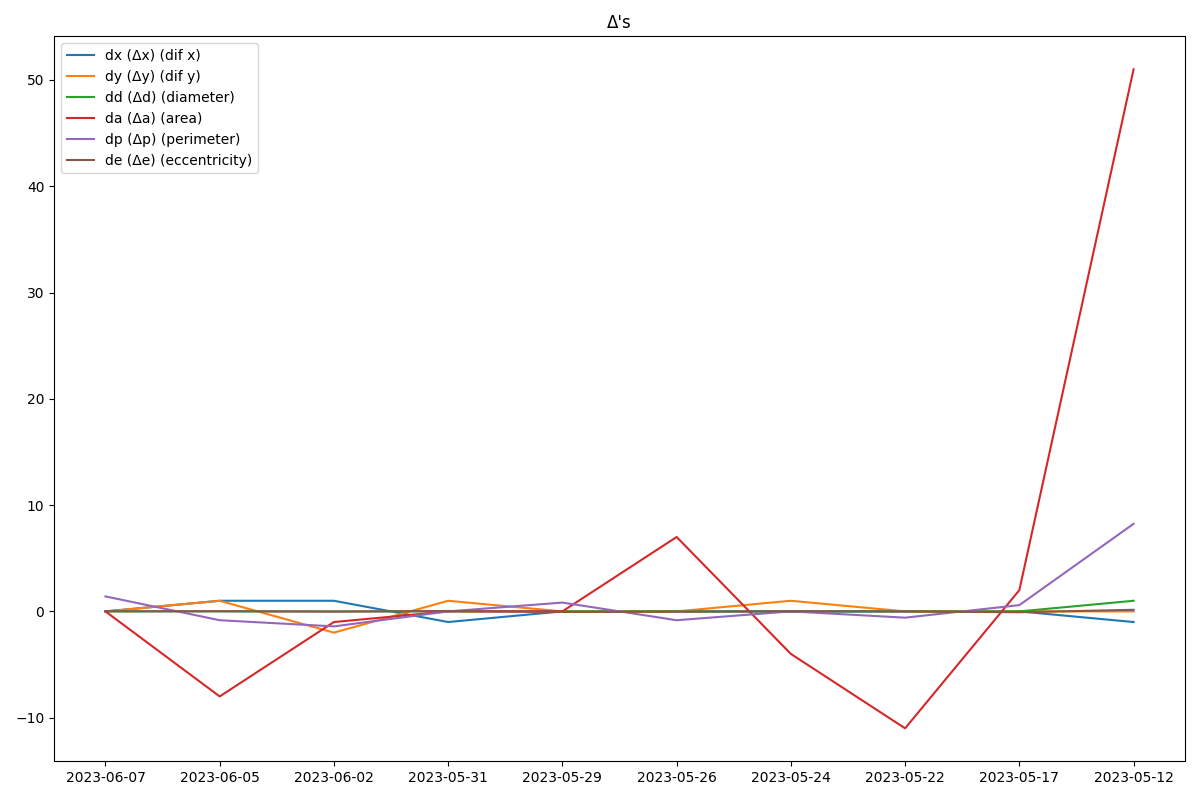 Δ's
dx (Δx) (dif x)
dy (Δy) (dif y)
dd (Δd) (diameter)
da (Δa) (area)
dp (Δp) (perimeter)
de (Δe) (eccentricity)
50
40
30
20
10
0
−10
2023-06-07 2023-06-05 2023-06-02 2023-05-31 2023-05-29 2023-05-26 2023-05-24 2023-05-22 2023-05-17 2023-05-12